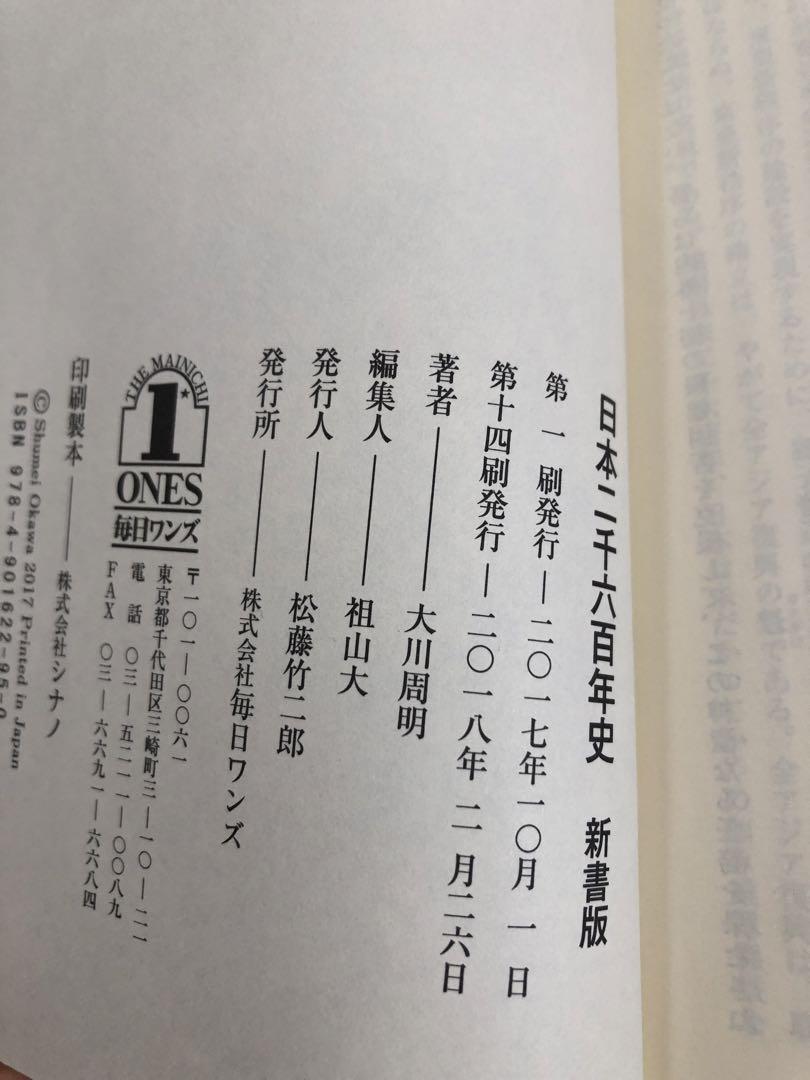 日本二千六百年史 新書版
第一刷発行―二〇一七年一〇月一日
第十四刷発行―二〇一八年二月二六日
著者――大川周明
編集人――祖山大
発行人――松藤竹二郎
発行所――株式会社毎日ワンズ
〒一〇一―〇〇六一
東京都千代田区三崎町三―一〇―二一
電話 〇三―五二一一―〇〇八九
FAX 〇三―六六九一―六六八四
THE MAINICHI
1
ONES
毎日ワンズ
印刷製本――株式会社シナノ
© Shumei Okawa 2017 Printed in Japan
ISBN 978-4-901622-95-0